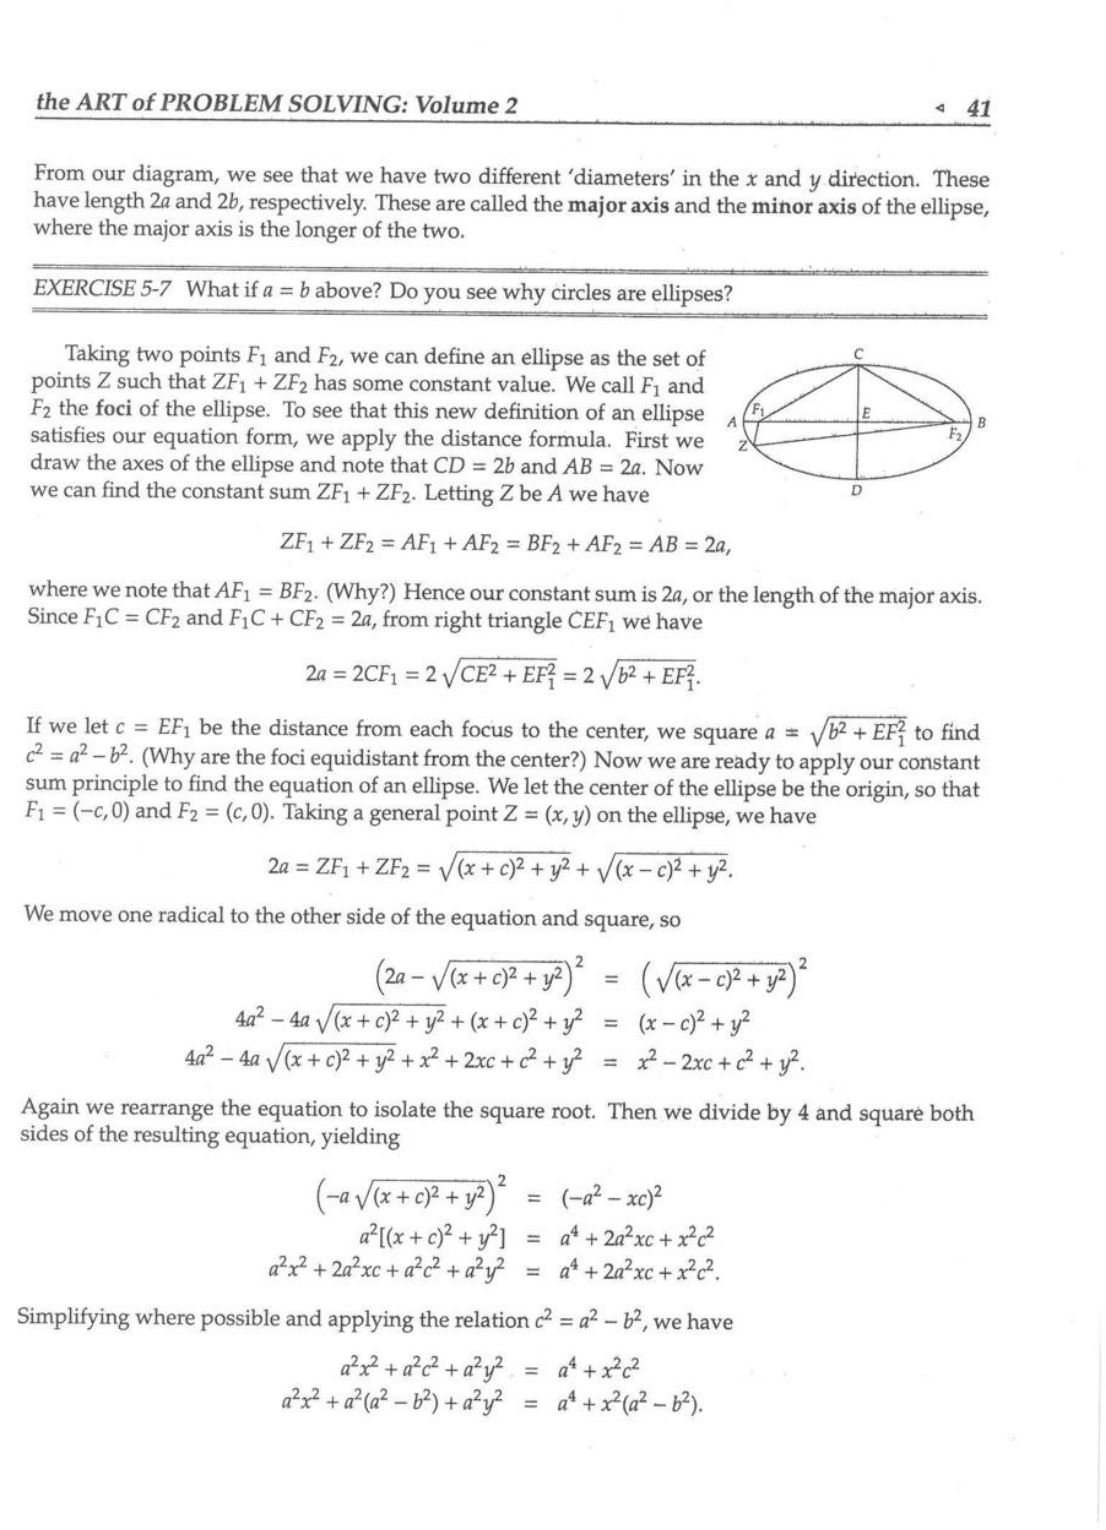 the ART of PROBLEM SOLVING: Volume 2 ◁ 41
From our diagram, we see that we have two different 'diameters' in the x and y direction. These
have length 2a and 2b, respectively. These are called the major axis and the minor axis of the ellipse,
where the major axis is the longer of the two.
EXERCISE 5-7 What if a = b above? Do you see why circles are ellipses?
Taking two points F₁ and F₂, we can define an ellipse as the set of
points Z such that ZF₁ + ZF₂ has some constant value. We call F₁ and
F₂ the foci of the ellipse. To see that this new definition of an ellipse
satisfies our equation form, we apply the distance formula. First we
draw the axes of the ellipse and note that CD = 2b and AB = 2a. Now
we can find the constant sum ZF₁ + ZF₂. Letting Z be A we have
C
F₁
E
A
B
F₂
Z
D
ZF₁ + ZF₂ = AF₁ + AF₂ = BF₂ + AF₂ = AB = 2a,
where we note that AF₁ = BF₂. (Why?) Hence our constant sum is 2a, or the length of the major axis.
Since F₁C = CF₂ and F₁C + CF₂ = 2a, from right triangle CEF₁ we have
2a = 2CF₁ = 2√(CE² + EF₁²) = 2√(b² + EF₁²).
If we let c = EF₁ be the distance from each focus to the center, we square a = √(b² + EF₁²) to find
c² = a² − b². (Why are the foci equidistant from the center?) Now we are ready to apply our constant
sum principle to find the equation of an ellipse. We let the center of the ellipse be the origin, so that
F₁ = (−c, 0) and F₂ = (c, 0). Taking a general point Z = (x, y) on the ellipse, we have
2a = ZF₁ + ZF₂ = √((x + c)² + y²) + √((x − c)² + y²).
We move one radical to the other side of the equation and square, so
(2a − √((x + c)² + y²))² = (√((x − c)² + y²))²
4a² − 4a√((x + c)² + y²) + (x + c)² + y² = (x − c)² + y²
4a² − 4a√((x + c)² + y²) + x² + 2xc + c² + y² = x² − 2xc + c² + y².
Again we rearrange the equation to isolate the square root. Then we divide by 4 and square both
sides of the resulting equation, yielding
(−a√((x + c)² + y²))² = (−a² − xc)²
a²[(x + c)² + y²] = a⁴ + 2a²xc + x²c²
a²x² + 2a²xc + a²c² + a²y² = a⁴ + 2a²xc + x²c².
Simplifying where possible and applying the relation c² = a² − b², we have
a²x² + a²c² + a²y² = a⁴ + x²c²
a²x² + a²(a² − b²) + a²y² = a⁴ + x²(a² − b²).